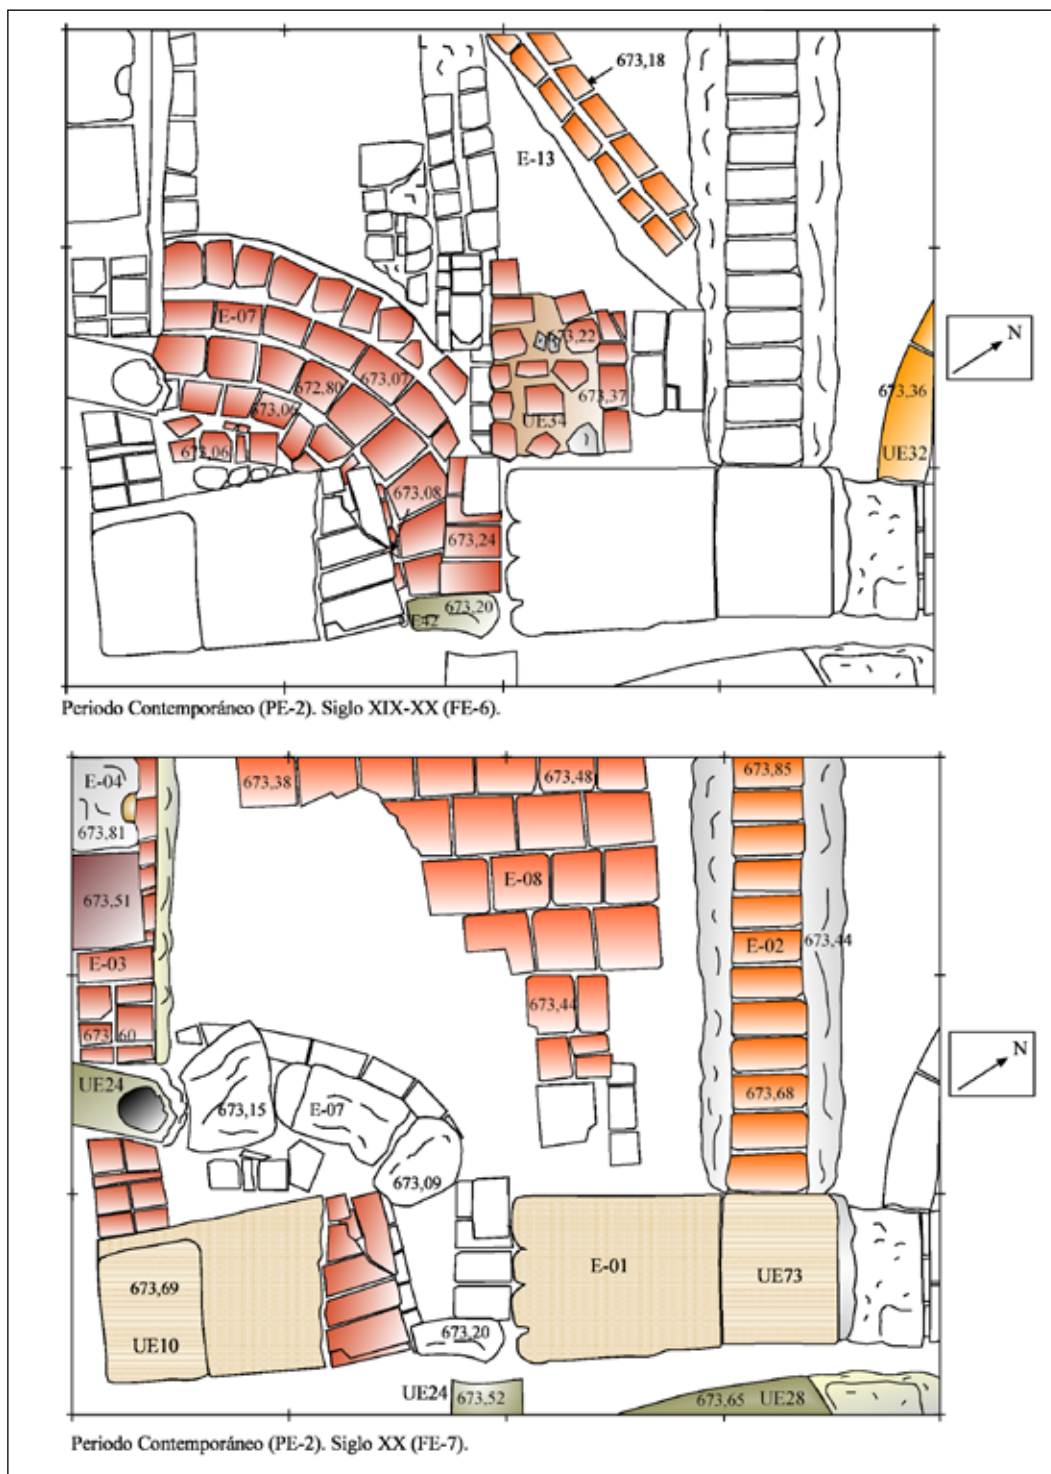 673,18
E-13
N
E-07
673,22
673,07
672,80
673,37
673,36
673,06
UE34
673,06
UE32
673,08
673,24
673,20
UE42
Periodo Contemporáneo (PE-2). Siglo XIX-XX (FE-6).
E-04
673,38
673,48
673,85
673,81
E-08
673,51
E-02
673,44
E-03
673,44
673,60
N
UE24
673,15
E-07
673,68
673,09
E-01
UE73
673,69
UE10
673,20
UE24
673,52
673,65
UE28
Periodo Contemporáneo (PE-2). Siglo XX (FE-7).